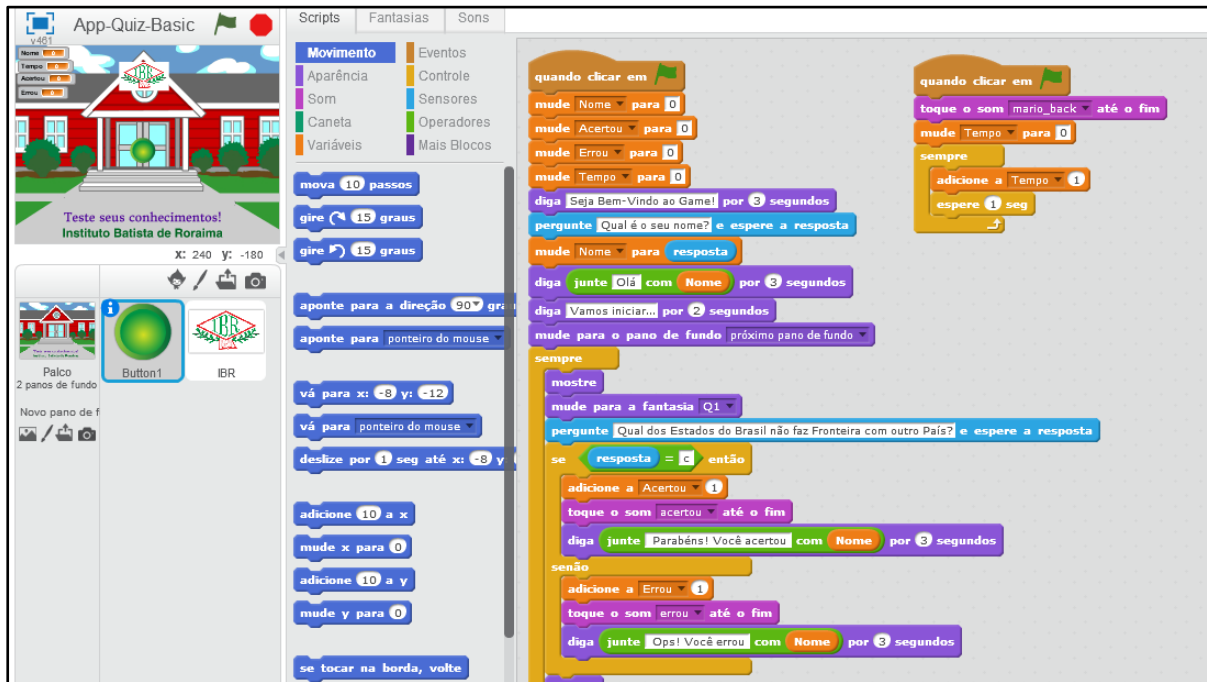 App-Quiz-Basic
v461
Nome 0
Tempo 0
Acertou 0
Errou 0
IBR
Teste seus conhecimentos!
Instituto Batista de Roraima
x: 240 y: -180
Palco
2 panos de fundo
Button1
IBR
IBR
Novo pano de f
Scripts
Fantasias
Sons
Movimento
Aparência
Som
Caneta
Variáveis
Eventos
Controle
Sensores
Operadores
Mais Blocos
mova 10 passos
gire 15 graus
gire 15 graus
aponte para a direção 90 grau
aponte para ponteiro do mouse
vá para x: -8 y: -12
vá para ponteiro do mouse
deslize por 1 seg até x: -8 y:
adicione 10 a x
mude x para 0
adicione 10 a y
mude y para 0
se tocar na borda, volte
quando clicar em
mude Nome para 0
mude Acertou para 0
mude Errou para 0
mude Tempo para 0
diga Seja Bem-Vindo ao Game! por 3 segundos
pergunte Qual é o seu nome? e espere a resposta
mude Nome para resposta
diga junte Olá com Nome por 3 segundos
diga Vamos iniciar... por 2 segundos
mude para o pano de fundo próximo pano de fundo
sempre
mostre
mude para a fantasia Q1
pergunte Qual dos Estados do Brasil não faz Fronteira com outro País? e espere a resposta
se resposta = c então
adicione a Acertou 1
toque o som acertou até o fim
diga junte Parabéns! Você acertou com Nome por 3 segundos
senão
adicione a Errou 1
toque o som errou até o fim
diga junte Ops! Você errou com Nome por 3 segundos
quando clicar em
toque o som mario_back até o fim
mude Tempo para 0
sempre
adicione a Tempo 1
espere 1 seg